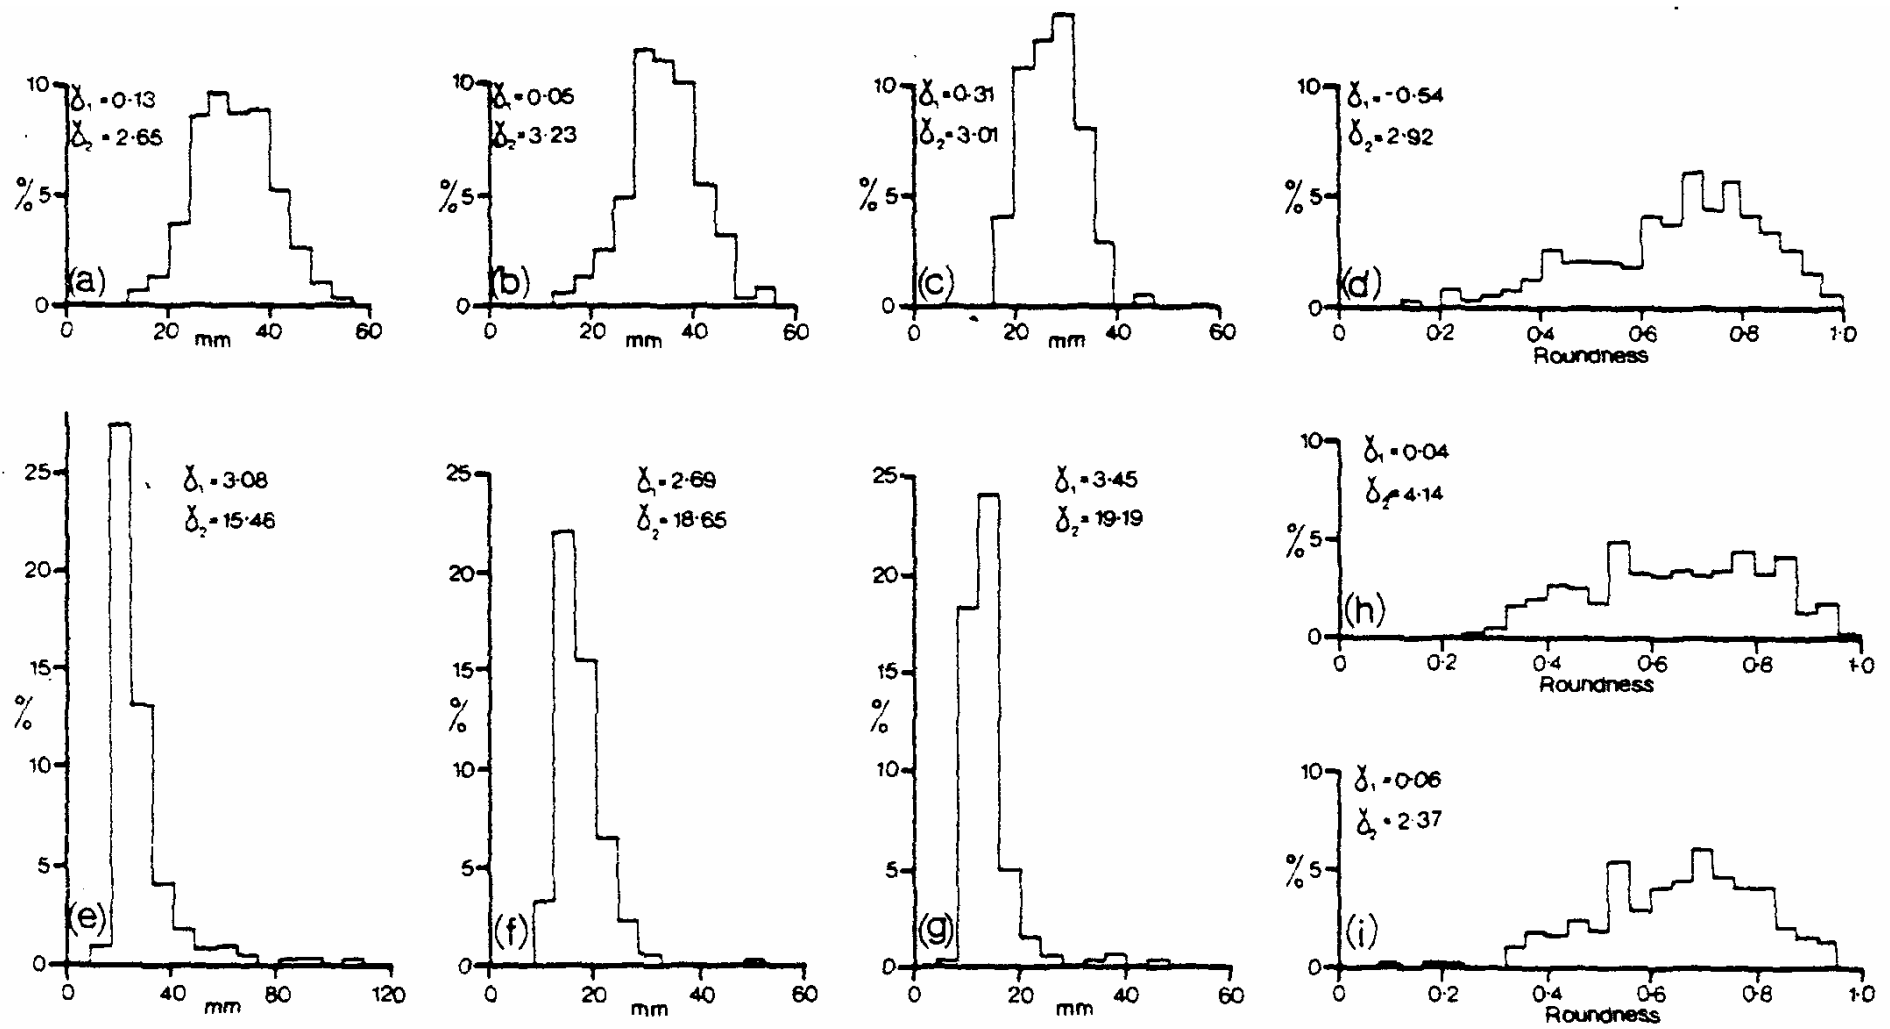 10
γ₁=0·13
γ₂=2·65
%
5
(a)
0
0 20 40 60
mm
10
γ₁=0·05
γ₂=3·23
%
5
(b)
0
0 20 40 60
mm
10
γ₁=0·31
γ₂=3·01
%
5
(c)
0
0 20 40 60
mm
10
γ₁=-0·54
γ₂=2·92
%
5
(d)
0
0 0·2 0·4 0·6 0·8 1·0
Roundness
25
γ₁=3·08
γ₂=15·46
20
15
%
10
5
(e)
0
0 40 80 120
mm
25
γ₁=2·69
γ₂=18·65
20
15
%
10
5
(f)
0
0 20 40 60
mm
25
γ₁=3·45
γ₂=19·19
20
15
%
10
5
(g)
0
0 20 40 60
mm
10
γ₁=0·04
γ₂=4·14
%
5
(h)
0
0 0·2 0·4 0·6 0·8 1·0
Roundness
10
γ₁=0·06
γ₂=2·37
%
5
(i)
0
0 0·2 0·4 0·6 0·8 1·0
Roundness